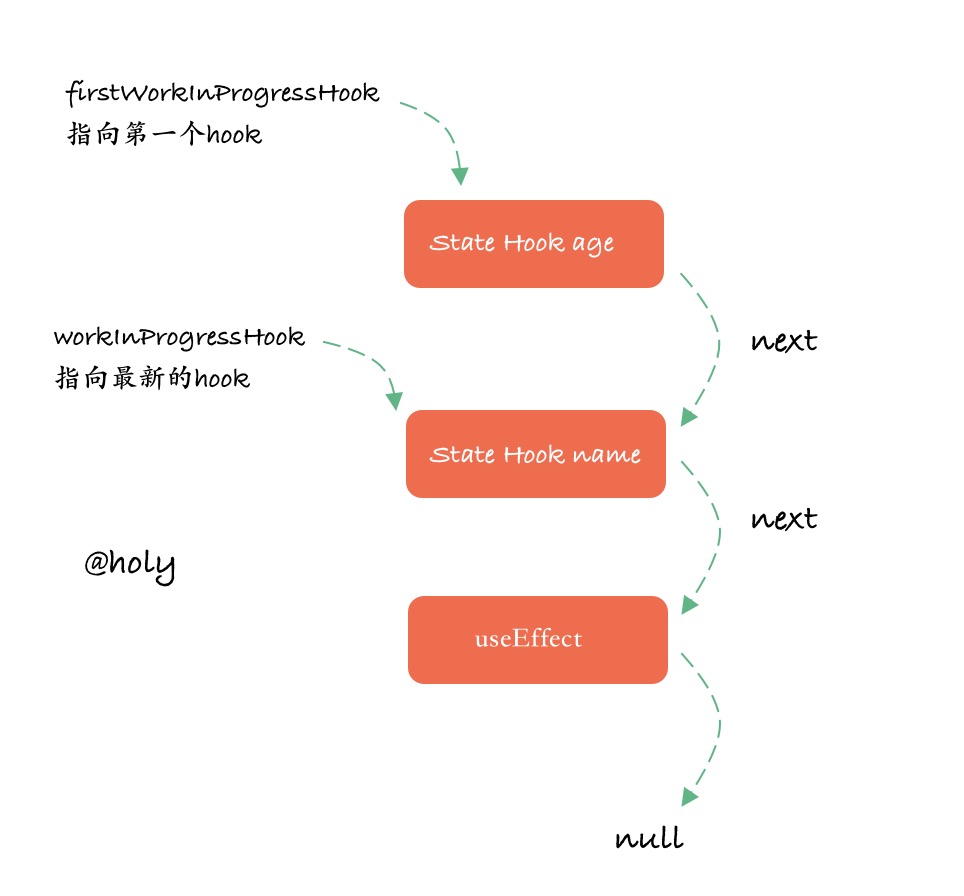 firstWorkInProgressHook
指向第一个hook
State Hook age
workInProgressHook
指向最新的hook
next
State Hook name
next
@holy
useEffect
null